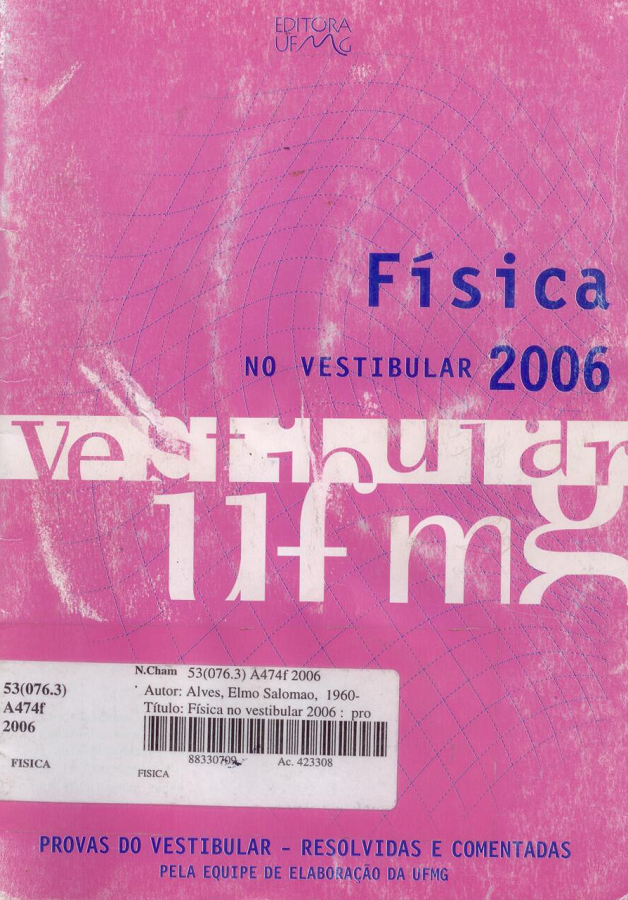 EDITORA
UFMG
Física
NO VESTIBULAR 2006
vestibular
ufmg
53(076.3)
A474f
2006
FISICA
N.Cham 53(076.3) A474f 2006
Autor: Alves, Elmo Salomao, 1960-
Título: Física no vestibular 2006 : pro
88330709 Ac. 423308
FISICA
PROVAS DO VESTIBULAR - RESOLVIDAS E COMENTADAS
PELA EQUIPE DE ELABORAÇÃO DA UFMG